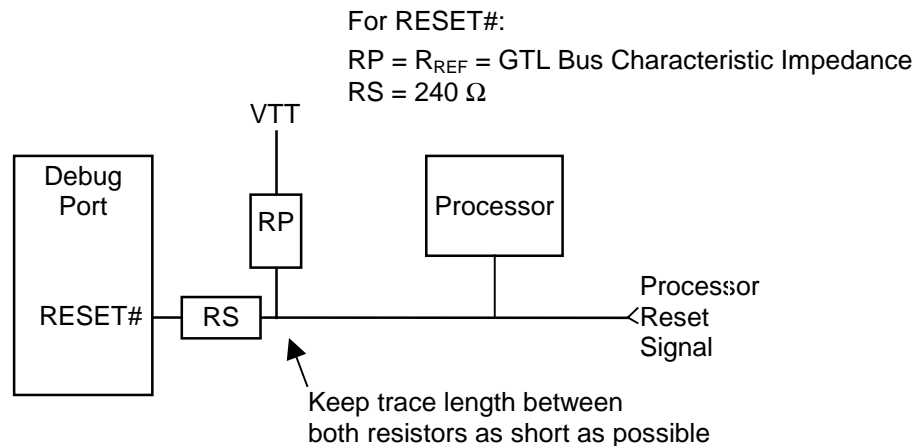 For RESET#:
RP = RREF = GTL Bus Characteristic Impedance
RS = 240 Ω
VTT
Debug
Port
RP
Processor
RESET#
RS
Processor
Reset
Signal
Keep trace length between
both resistors as short as possible